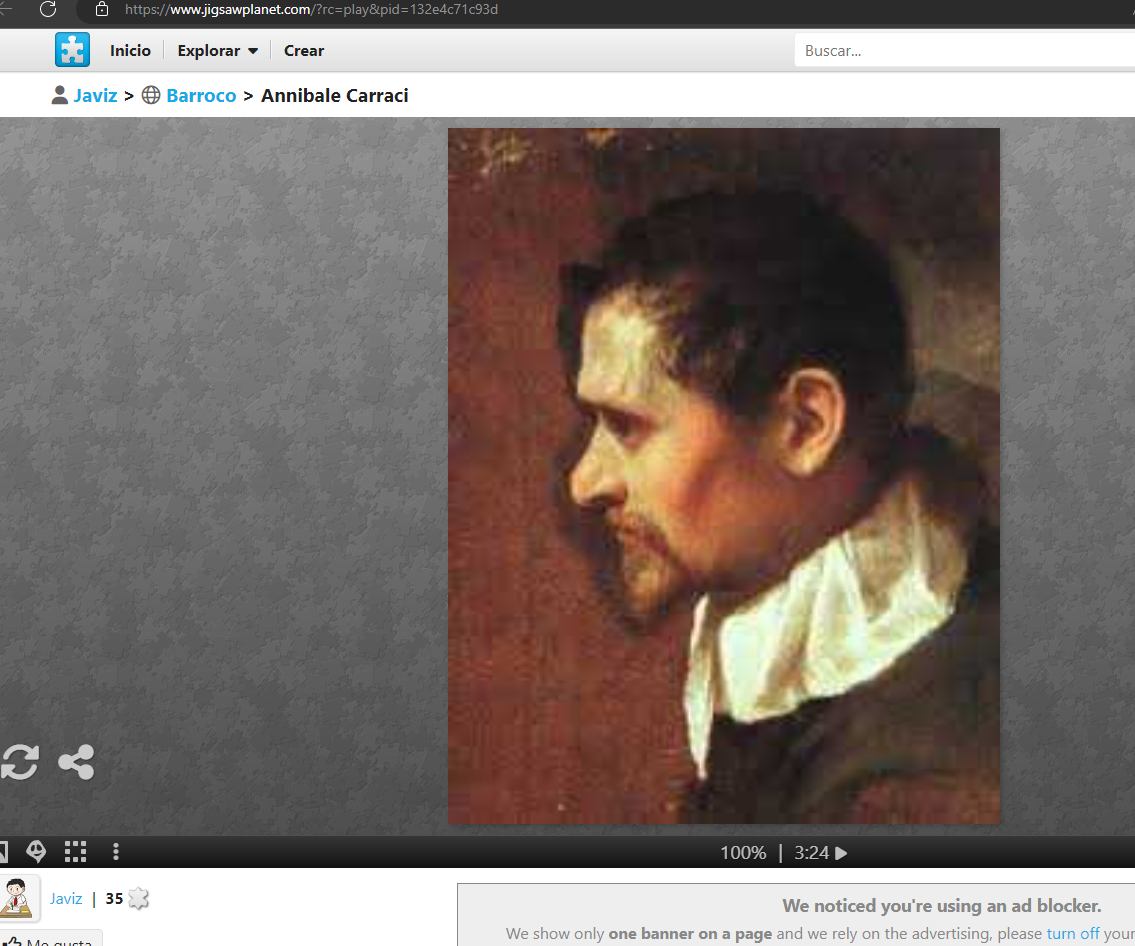 https://www.jigsawplanet.com/?rc=play&pid=132e4c71c93d
Inicio Explorar Crear Buscar...
Javiz > Barroco > Annibale Carraci
100% | 3:24
Javiz | 35
We noticed you're using an ad blocker.
We show only one banner on a page and we rely on the advertising, please turn off your
Me gusta